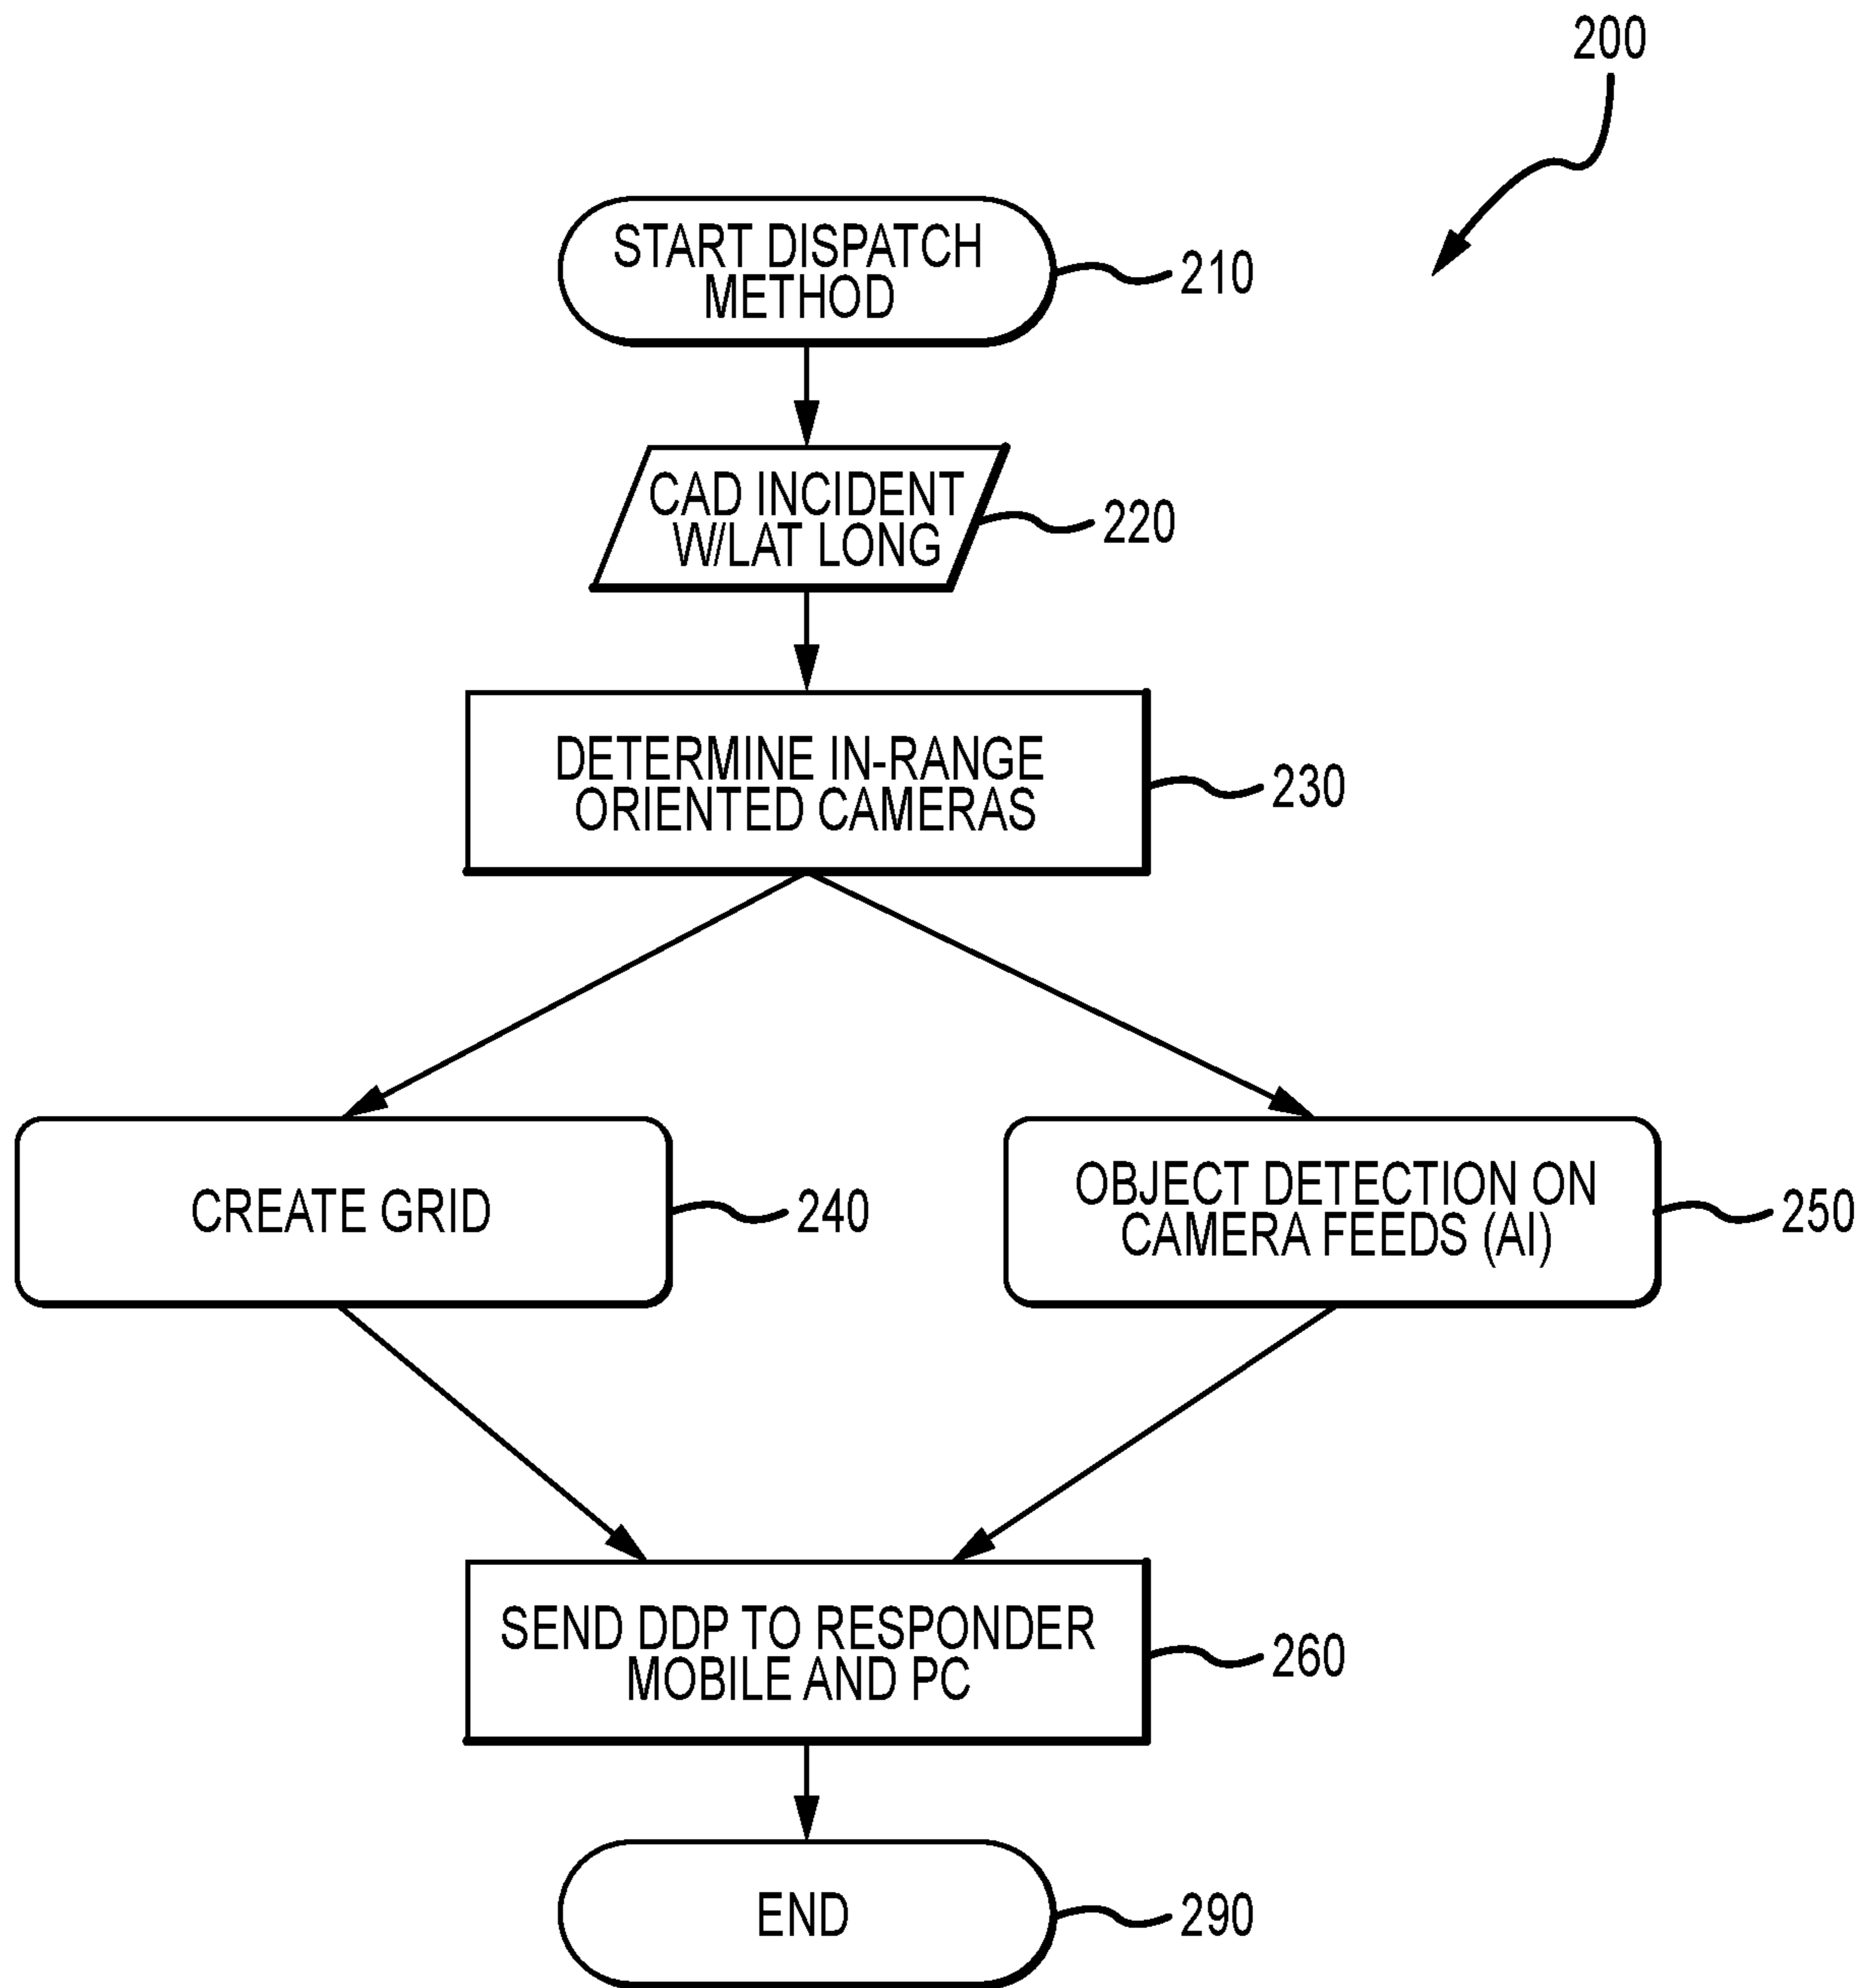 200
START DISPATCH
METHOD
210
CAD INCIDENT
W/LAT LONG
220
DETERMINE IN-RANGE
ORIENTED CAMERAS
230
CREATE GRID
240
OBJECT DETECTION ON
CAMERA FEEDS (AI)
250
SEND DDP TO RESPONDER
MOBILE AND PC
260
END
290